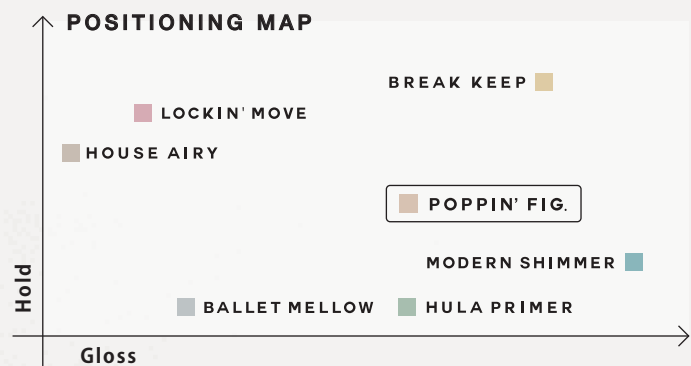 POSITIONING MAP
BREAK KEEP
LOCKIN' MOVE
HOUSE AIRY
POPPIN' FIG.
MODERN SHIMMER
BALLET MELLOW
HULA PRIMER
Hold
Gloss